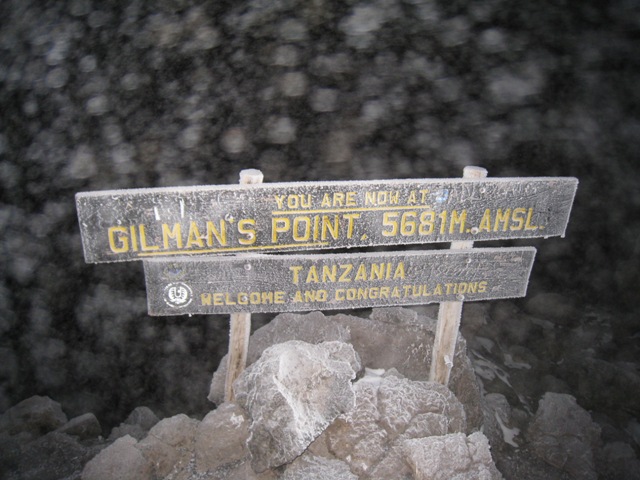 YOU ARE NOW AT
GILMAN'S POINT, 5681M. AMSL.
TANZANIA
WELCOME AND CONGRATULATIONS